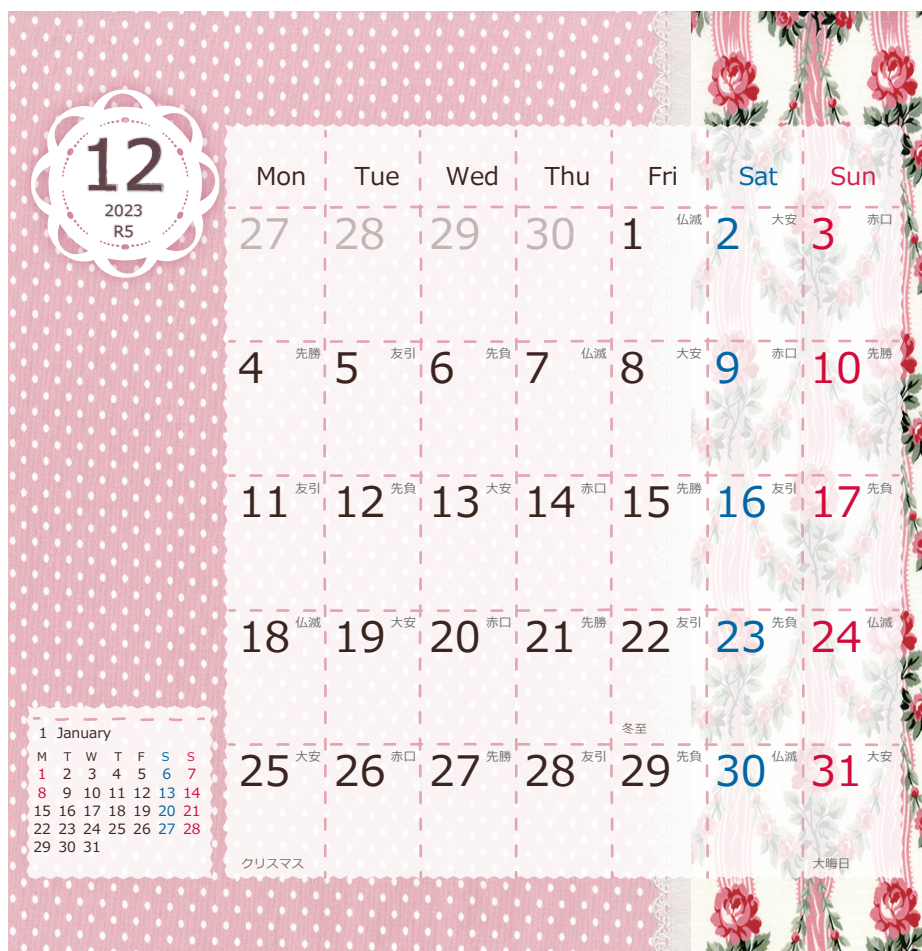 12
2023
R5
Mon Tue Wed Thu Fri Sat Sun
27 28 29 30 1 仏滅 2 大安 3 赤口
4 先勝 5 友引 6 先負 7 仏滅 8 大安 9 赤口 10 先勝
11 友引 12 先負 13 大安 14 赤口 15 先勝 16 友引 17 先負
18 仏滅 19 大安 20 赤口 21 先勝 22 友引 23 先負 24 仏滅
冬至
25 大安 26 赤口 27 先勝 28 友引 29 先負 30 仏滅 31 大安
クリスマス 大晦日
1 January
M T W T F S S
1 2 3 4 5 6 7
8 9 10 11 12 13 14
15 16 17 18 19 20 21
22 23 24 25 26 27 28
29 30 31